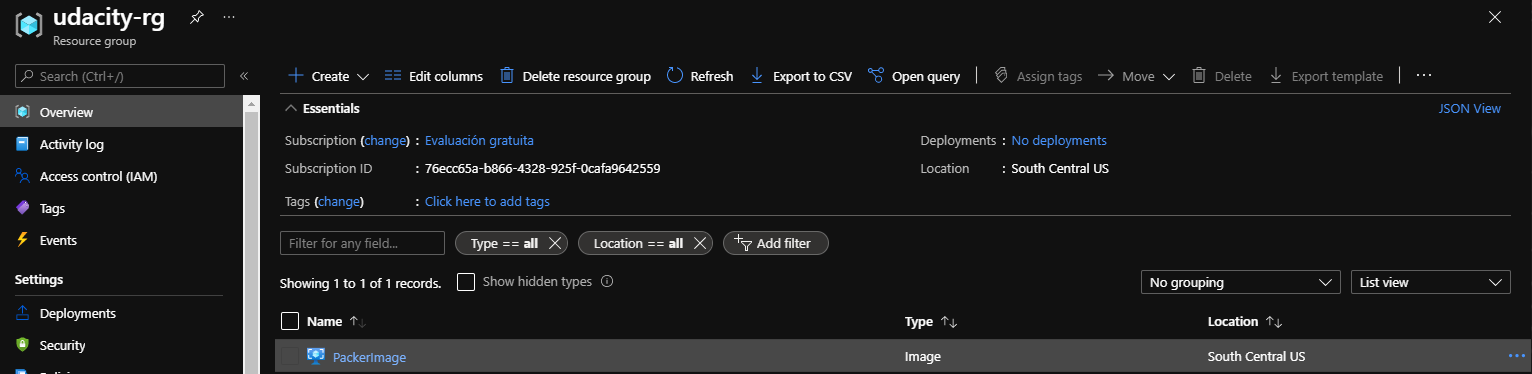 udacity-rg
Resource group
Search (Ctrl+/)
Overview
Activity log
Access control (IAM)
Tags
Events
Settings
Deployments
Security
Create Edit columns Delete resource group Refresh Export to CSV Open query Assign tags Move Delete Export template
Essentials JSON View
Subscription (change) : Evaluación gratuita Deployments : No deployments
Subscription ID : 76ecc65a-b866-4328-925f-0cafa9642559 Location : South Central US
Tags (change) : Click here to add tags
Filter for any field... Type == all Location == all Add filter
Showing 1 to 1 of 1 records. Show hidden types No grouping List view
Name Type Location
PackerImage Image South Central US